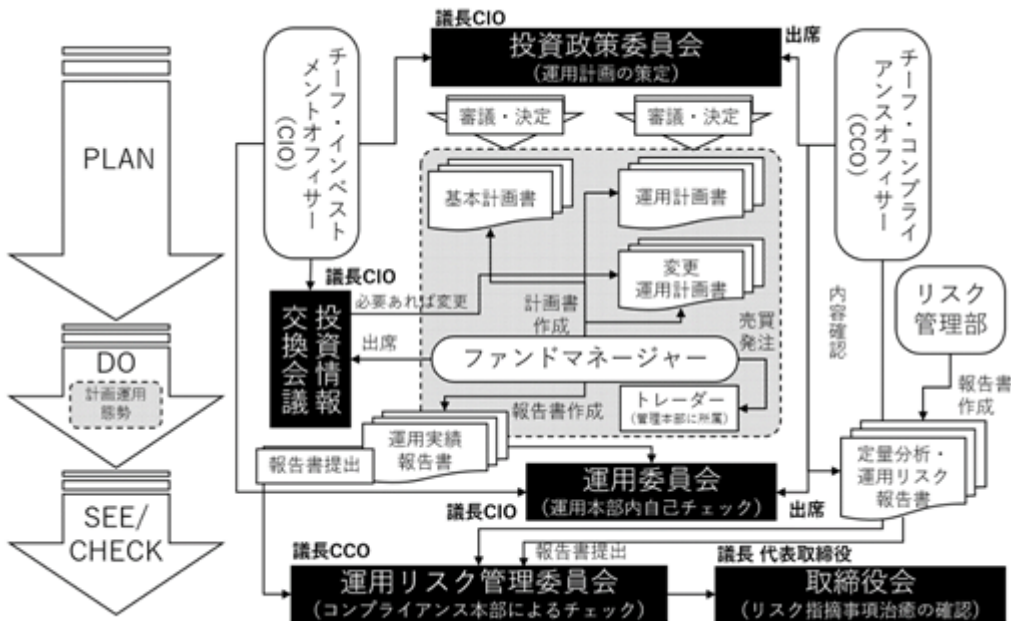 PLAN
DO
計画運用
態勢
SEE/
CHECK
チーフ・インベスト
メントオフィサー
(CIO)
議長CIO
投資政策委員会
(運用計画の策定)
出席
チーフ・コンプライ
アンスオフィサー
(CCO)
審議・決定
審議・決定
基本計画書
運用計画書
変更
運用計画書
議長CIO
投資情報
交換会議
必要あれば変更
計画書
作成
売買
発注
出席
ファンドマネージャー
内容確認
リスク
管理部
報告書
作成
報告書作成
トレーダー
(管理本部に所属)
運用実績
報告書
報告書提出
定量分析・
運用リスク
報告書
運用委員会
(運用本部内自己チェック)
議長CIO
出席
議長CCO
報告書提出
議長 代表取締役
運用リスク管理委員会
(コンプライアンス本部によるチェック)
取締役会
(リスク指摘事項治癒の確認)